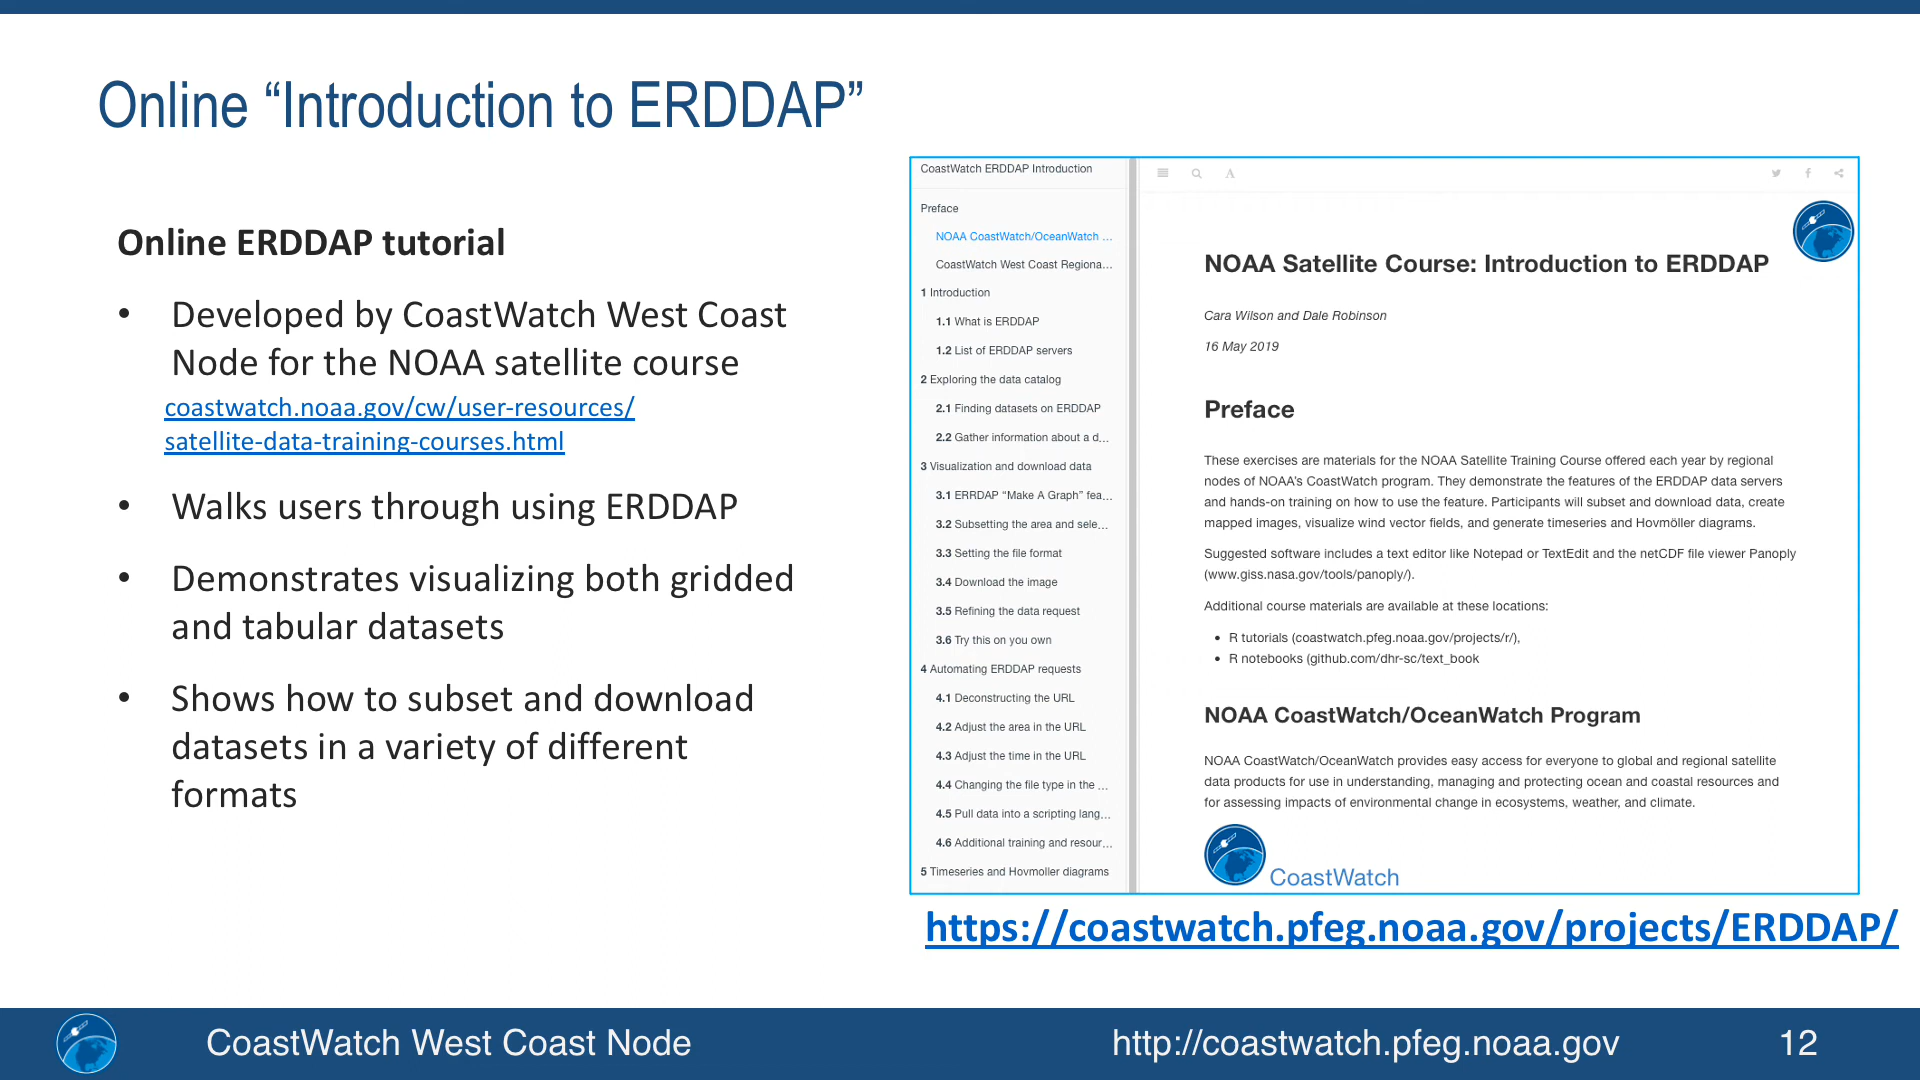 Online “Introduction to ERDDAP”
Online ERDDAP tutorial
• Developed by CoastWatch West Coast
Node for the NOAA satellite course
coastwatch.noaa.gov/cw/user-resources/
satellite-data-training-courses.html
• Walks users through using ERDDAP
• Demonstrates visualizing both gridded
and tabular datasets
• Shows how to subset and download
datasets in a variety of different
formats
CoastWatch ERDDAP Introduction
Preface
NOAA CoastWatch/OceanWatch ...
CoastWatch West Coast Regiona...
1 Introduction
1.1 What is ERDDAP
1.2 List of ERDDAP servers
2 Exploring the data catalog
2.1 Finding datasets on ERDDAP
2.2 Gather information about a d...
3 Visualization and download data
3.1 ERRDAP “Make A Graph” fea...
3.2 Subsetting the area and sele...
3.3 Setting the file format
3.4 Download the image
3.5 Refining the data request
3.6 Try this on you own
4 Automating ERDDAP requests
4.1 Deconstructing the URL
4.2 Adjust the area in the URL
4.3 Adjust the time in the URL
4.4 Changing the file type in the ...
4.5 Pull data into a scripting lang...
4.6 Additional training and resour...
5 Timeseries and Hovmoller diagrams
A
NOAA Satellite Course: Introduction to ERDDAP
Cara Wilson and Dale Robinson
16 May 2019
Preface
These exercises are materials for the NOAA Satellite Training Course offered each year by regional
nodes of NOAA’s CoastWatch program. They demonstrate the features of the ERDDAP data servers
and hands-on training on how to use the feature. Participants will subset and download data, create
mapped images, visualize wind vector fields, and generate timeseries and Hovmöller diagrams.
Suggested software includes a text editor like Notepad or TextEdit and the netCDF file viewer Panoply
(www.giss.nasa.gov/tools/panoply/).
Additional course materials are available at these locations:
• R tutorials (coastwatch.pfeg.noaa.gov/projects/r/),
• R notebooks (github.com/dhr-sc/text_book
NOAA CoastWatch/OceanWatch Program
NOAA CoastWatch/OceanWatch provides easy access for everyone to global and regional satellite
data products for use in understanding, managing and protecting ocean and coastal resources and
for assessing impacts of environmental change in ecosystems, weather, and climate.
CoastWatch
https://coastwatch.pfeg.noaa.gov/projects/ERDDAP/
CoastWatch West Coast Node
http://coastwatch.pfeg.noaa.gov
12